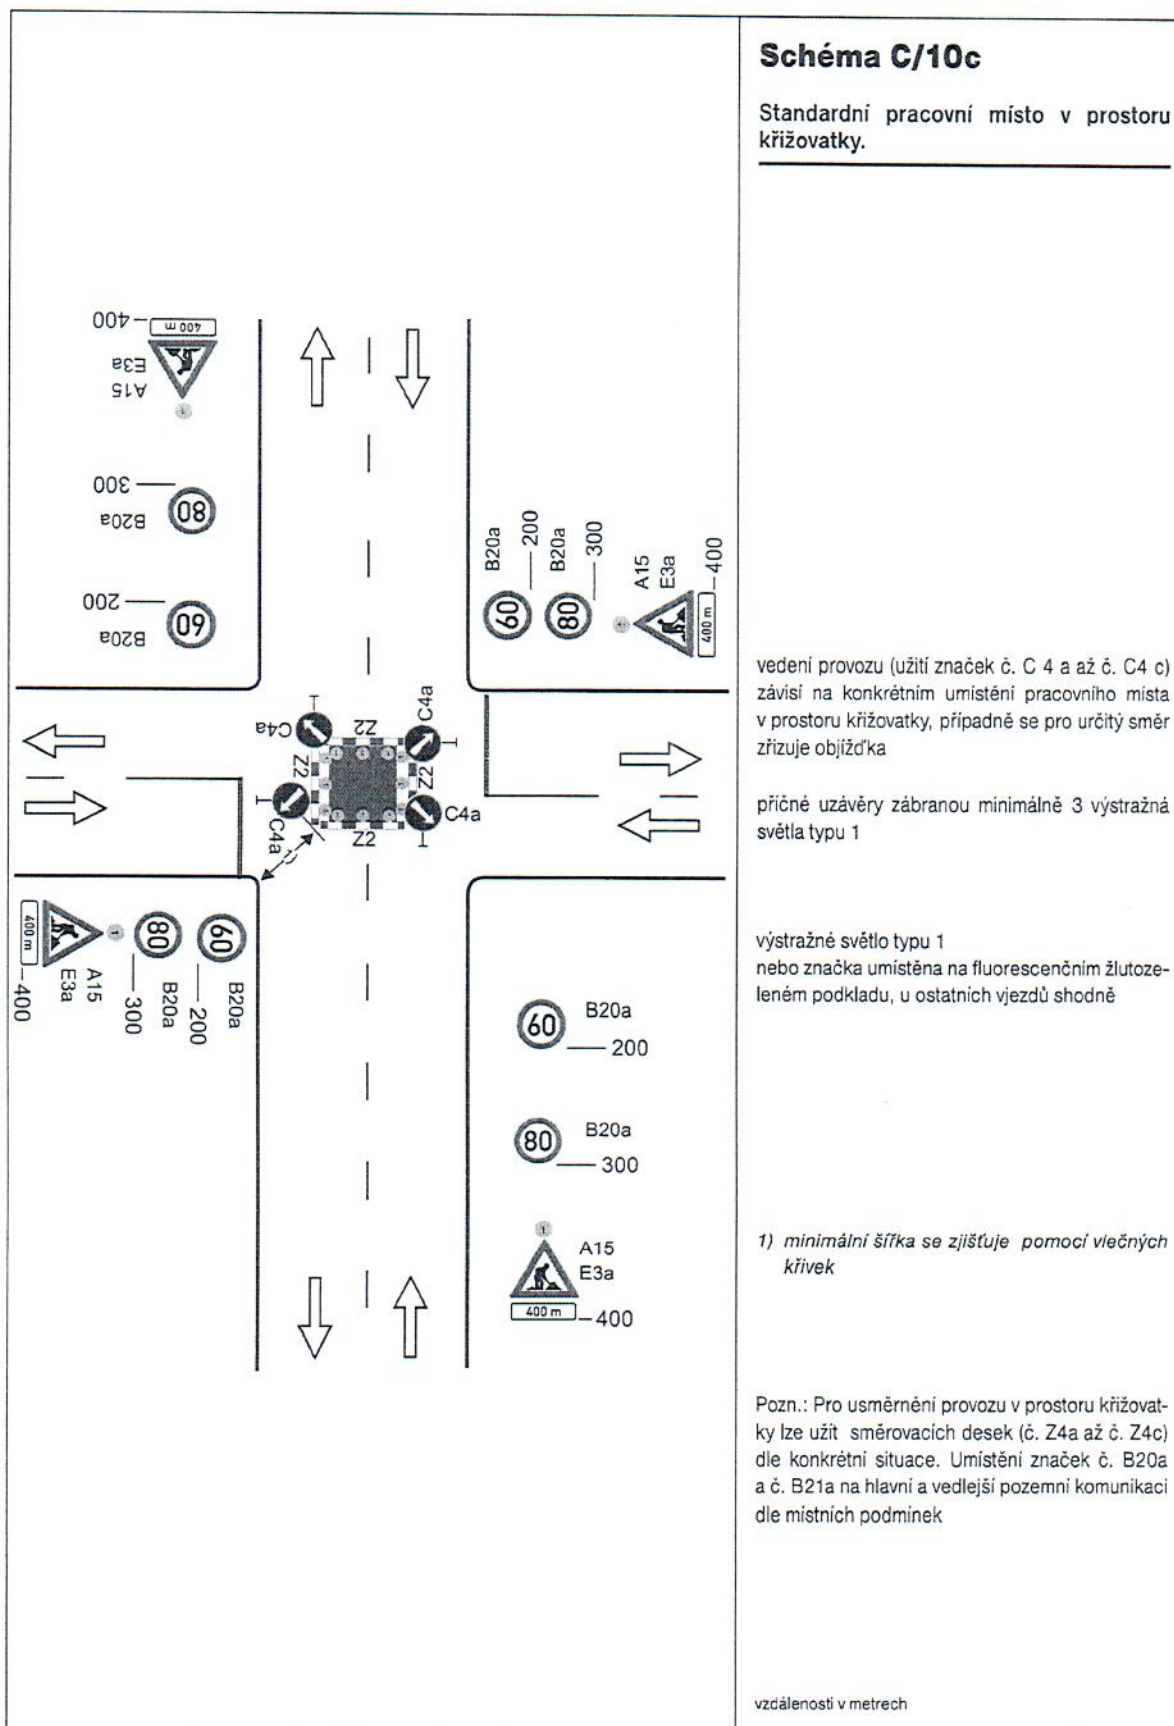 Schéma C/10c
Standardní pracovní místo v prostoru
křižovatky.
400
400 m
E3a
A15
1
300
80
B20a
200
60
B20a
B20a
200
60
B20a
300
80
A15
E3a
400
400 m
C4a
Z2
C4a
Z2
Z2
C4a
C4a
Z2
1)
400 m
400
E3a
A15
1
80
300
B20a
60
200
B20a
60
B20a
200
80
B20a
300
1
A15
E3a
400 m
400
vedení provozu (užití značek č. C 4 a až č. C4 c)
závisí na konkrétním umístění pracovního místa
v prostoru křižovatky, případně se pro určitý směr
zřizuje objížďka
příčné uzávěry zábranou minimálně 3 výstražná
světla typu 1
výstražné světlo typu 1
nebo značka umístěna na fluorescenčním žlutoze-
leném podkladu, u ostatních vjezdů shodně
1) minimální šířka se zjišťuje pomocí vlečných
křivek
Pozn.: Pro usměrnění provozu v prostoru křižovat-
ky lze užít směrovacích desek (č. Z4a až č. Z4c)
dle konkrétní situace. Umístění značek č. B20a
a č. B21a na hlavní a vedlejší pozemní komunikaci
dle místních podmínek
vzdálenosti v metrech